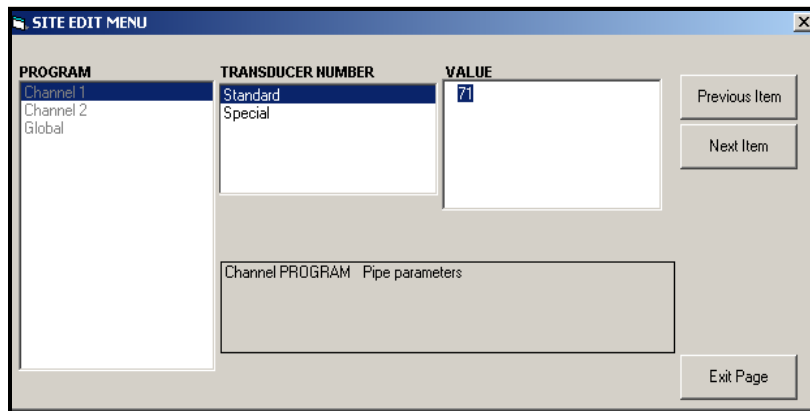 SITE EDIT MENU
PROGRAM
Channel 1
Channel 2
Global
TRANSDUCER NUMBER
Standard
Special
VALUE
71
Previous Item
Next Item
Channel PROGRAM   Pipe parameters
Exit Page